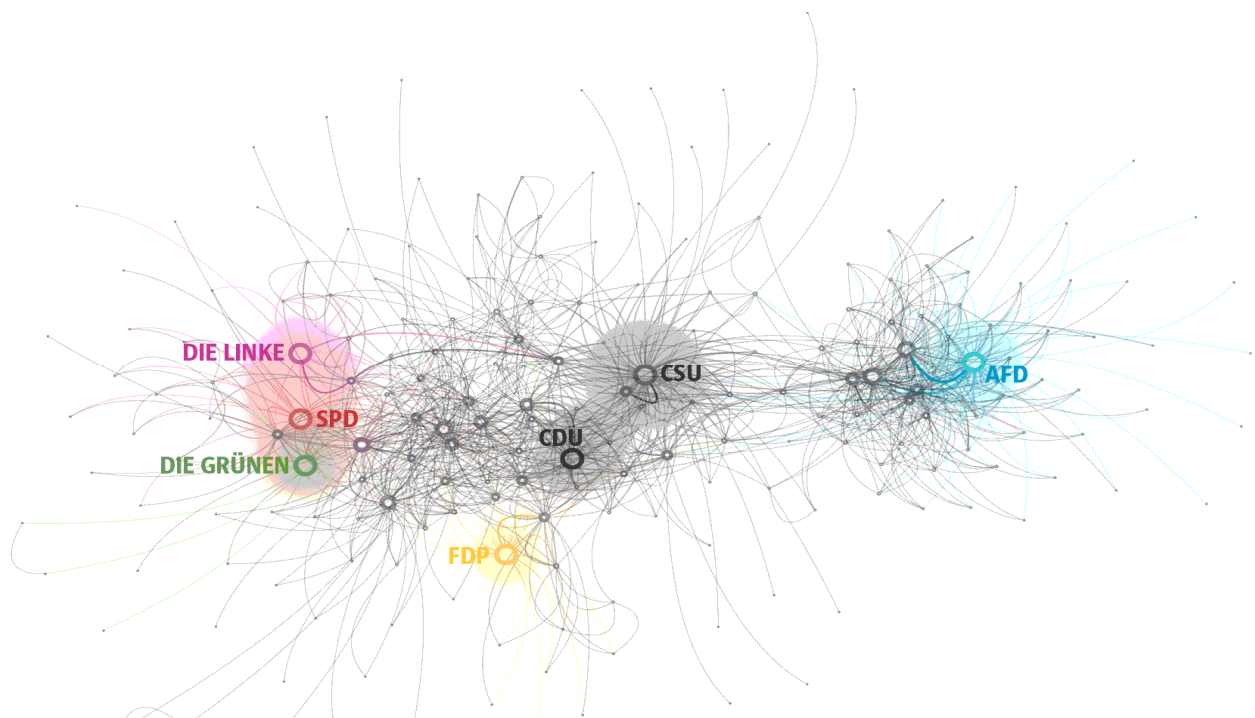 DIE LINKE
CSU
AFD
SPD
CDU
DIE GRÜNEN
FDP